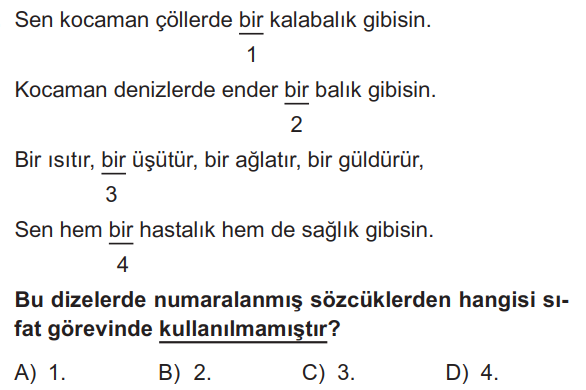 Sen kocaman çöllerde bir kalabalık gibisin.
1
Kocaman denizlerde ender bir balık gibisin.
2
Bir ısıtır, bir üşütür, bir ağlatır, bir güldürür,
3
Sen hem bir hastalık hem de sağlık gibisin.
4
Bu dizelerde numaralanmış sözcüklerden hangisi sı-
fat görevinde kullanılmamıştır?
A) 1. B) 2. C) 3. D) 4.